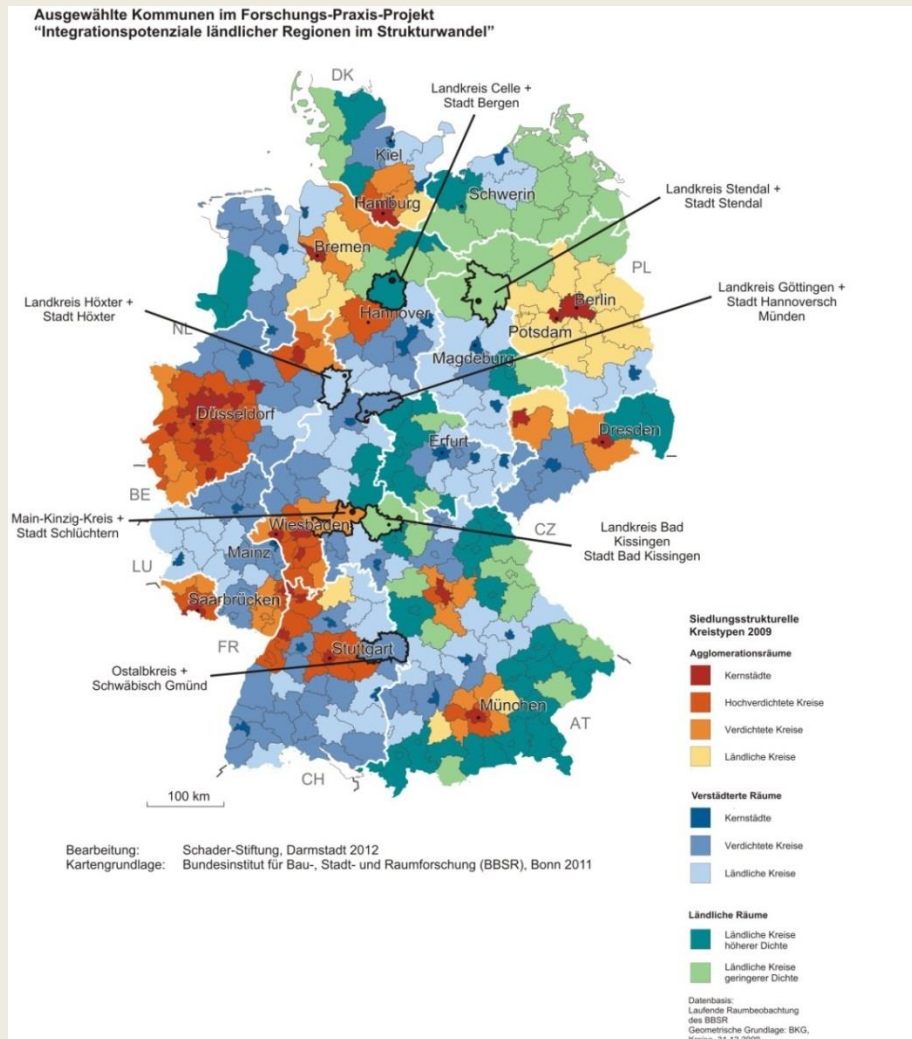 Ausgewählte Kommunen im Forschungs-Praxis-Projekt
“Integrationspotenziale ländlicher Regionen im Strukturwandel”
DK
Landkreis Celle +
Stadt Bergen
Kiel
Schwerin
Landkreis Stendal +
Stadt Stendal
Hamburg
Bremen
PL
Landkreis Göttingen +
Stadt Hannoversch
Münden
Berlin
Landkreis Höxter +
Stadt Höxter
Hannover
NL
Potsdam
Magdeburg
Düsseldorf
Erfurt
Dresden
BE
Main-Kinzig-Kreis +
Stadt Schlüchtern
Wiesbaden
CZ
Landkreis Bad
Kissingen
Stadt Bad Kissingen
Mainz
LU
Saarbrücken
FR
Stuttgart
Ostalbkreis +
Schwäbisch Gmünd
München
AT
CH
100 km
Siedlungsstrukturelle
Kreistypen 2009
Agglomerationsräume
Kernstädte
Hochverdichtete Kreise
Verdichtete Kreise
Ländliche Kreise
Verstädterte Räume
Kernstädte
Verdichtete Kreise
Ländliche Kreise
Ländliche Räume
Ländliche Kreise
höherer Dichte
Ländliche Kreise
geringerer Dichte
Datenbasis:
Laufende Raumbeobachtung
des BBSR
Geometrische Grundlage: BKG,
Bearbeitung: Schader-Stiftung, Darmstadt 2012
Kartengrundlage: Bundesinstitut für Bau-, Stadt- und Raumforschung (BBSR), Bonn 2011